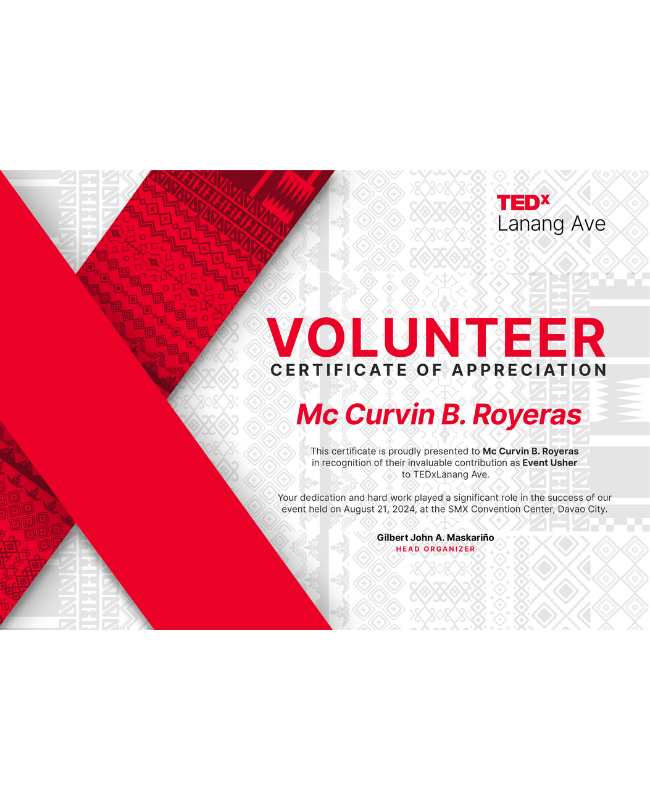 TEDx
Lanang Ave
VOLUNTEER
CERTIFICATE OF APPRECIATION
Mc Curvin B. Royeras
This certificate is proudly presented to Mc Curvin B. Royeras
in recognition of their invaluable contribution as Event Usher
to TEDxLanang Ave.
Your dedication and hard work played a significant role in the success of our
event held on August 21, 2024, at the SMX Convention Center, Davao City.
Gilbert John A. Maskariño
HEAD ORGANIZER